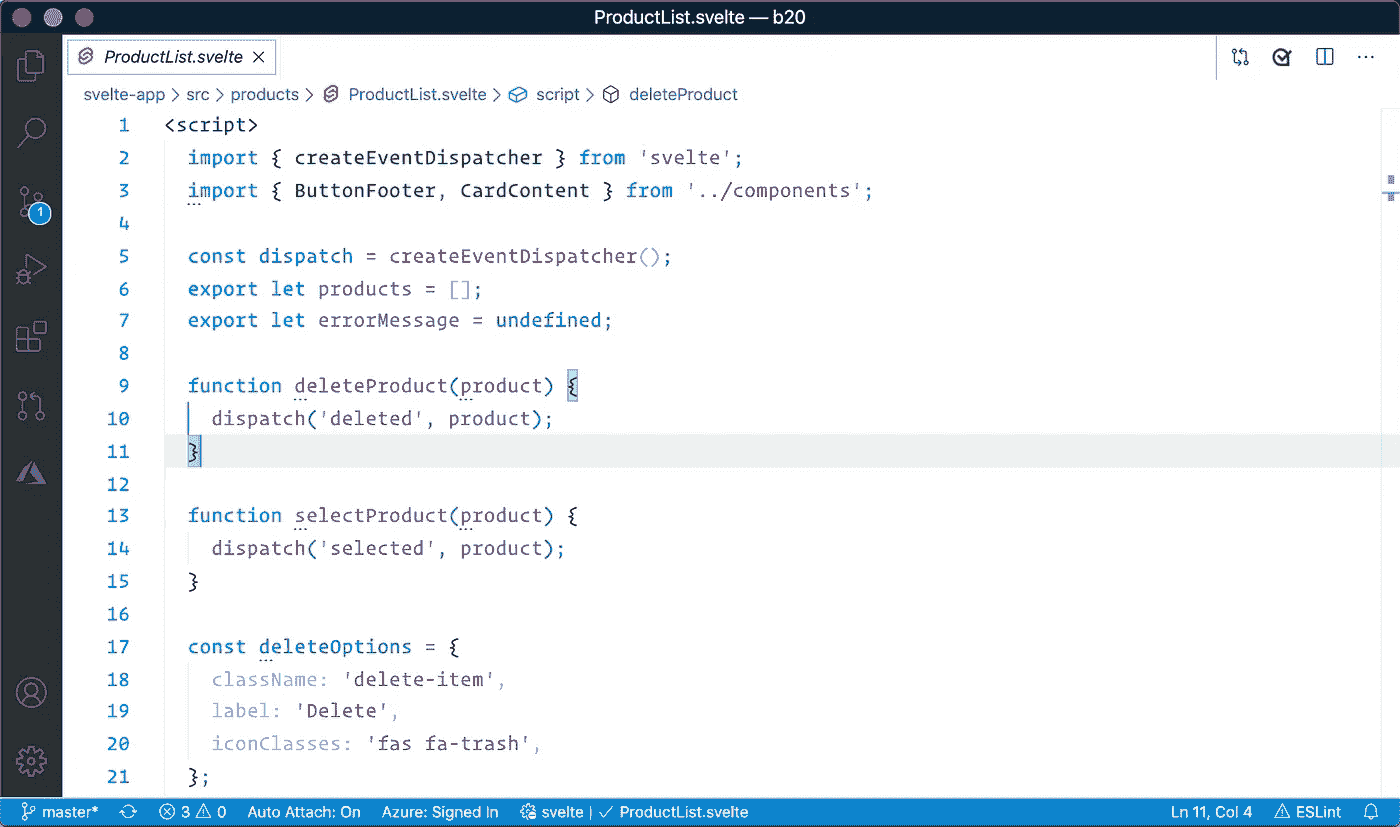 ProductList.svelte — b20
ProductList.svelte
svelte-app > src > products > ProductList.svelte > script > deleteProduct
1 <script>
2 import { createEventDispatcher } from 'svelte';
3 import { ButtonFooter, CardContent } from '../components';
4
5 const dispatch = createEventDispatcher();
6 export let products = [];
7 export let errorMessage = undefined;
8
9 function deleteProduct(product) {
10 dispatch('deleted', product);
11 }
12
13 function selectProduct(product) {
14 dispatch('selected', product);
15 }
16
17 const deleteOptions = {
18 className: 'delete-item',
19 label: 'Delete',
20 iconClasses: 'fas fa-trash',
21 };
1
master* 3 0 Auto Attach: On Azure: Signed In svelte | ✓ ProductList.svelte Ln 11, Col 4 ESLint